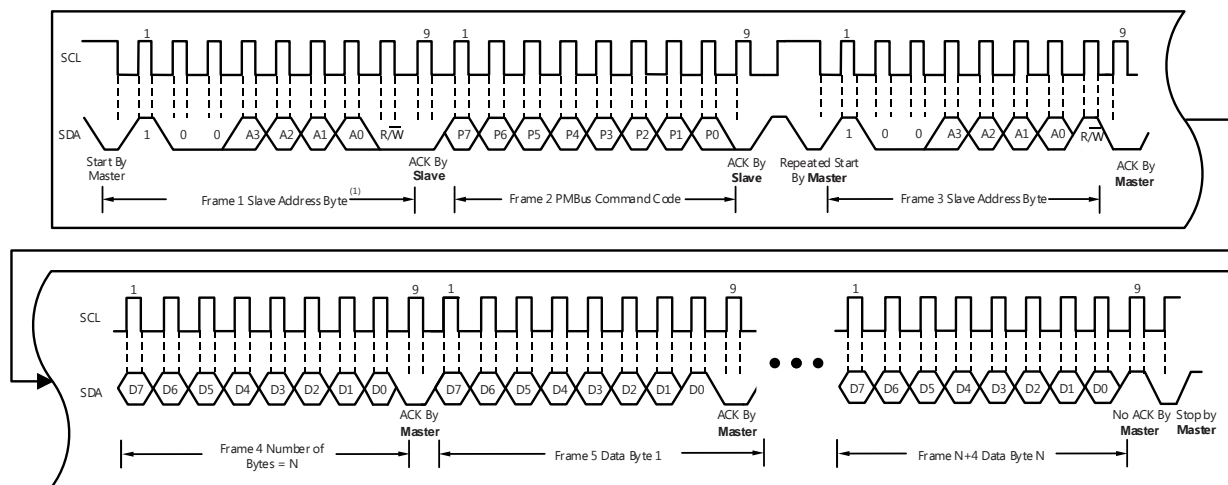 1 9 1 9 1 9
SCL
SDA 1 0 0 A3 A2 A1 A0 R/W̅ P7 P6 P5 P4 P3 P2 P1 P0 1 0 0 A3 A2 A1 A0 R/W̅
Start By
Master
ACK By
Slave
ACK By
Slave
Repeated Start
By Master
ACK By
Master
Frame 1 Slave Address Byte (1)
Frame 2 PMBus Command Code
Frame 3 Slave Address Byte
1 9 1 9 1 9
SCL
SDA D7 D6 D5 D4 D3 D2 D1 D0 D7 D6 D5 D4 D3 D2 D1 D0 D7 D6 D5 D4 D3 D2 D1 D0
ACK By
Master
ACK By
Master
No ACK By
Master
Stop by
Master
Frame 4 Number of
Bytes = N
Frame 5 Data Byte 1
Frame N+4 Data Byte N